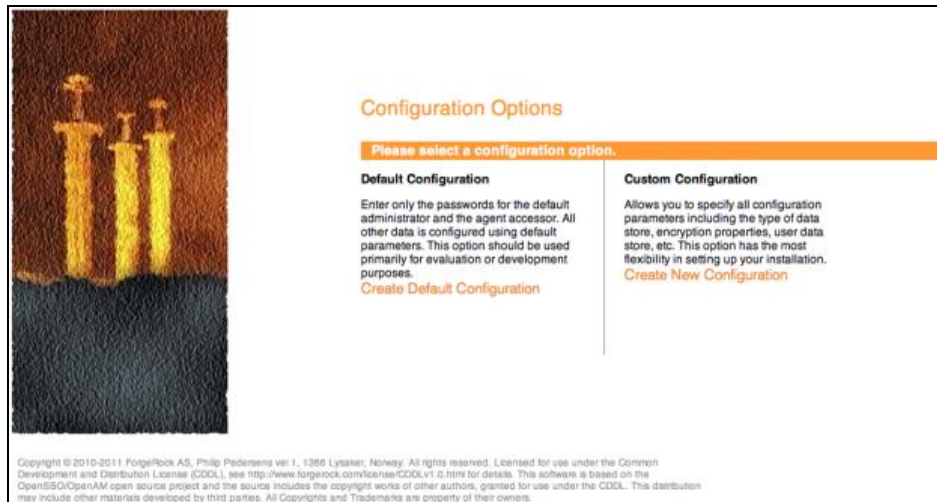 Configuration Options
Please select a configuration option.
Default Configuration
Enter only the passwords for the default
administrator and the agent accessor. All
other data is configured using default
parameters. This option should be used
primarily for evaluation or development
purposes.
Create Default Configuration
Custom Configuration
Allows you to specify all configuration
parameters including the type of data
store, encryption properties, user data
store, etc. This option has the most
flexibility in setting up your installation.
Create New Configuration
Copyright © 2010-2011 ForgeRock AS, Philip Pedersens vei 1, 1366 Lysaker, Norway. All rights reserved. Licensed for use under the Common
Development and Distribution License (CDDL), see http://www.forgerock.com/license/CDDLv1.0.html for details. This software is based on the
OpenSSO/OpenAM open source project and the source includes the copyright works of other authors, granted for use under the CDDL. This distribution
may include other materials developed by third parties. All Copyrights and Trademarks are property of their owners.